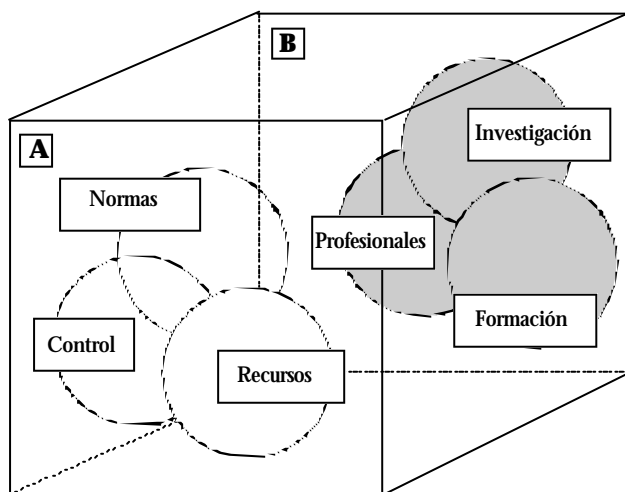 B
A
Investigación
Normas
Profesionales
Formación
Control
Recursos